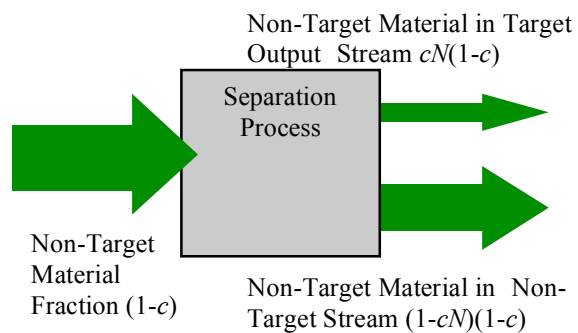 Non-Target Material in Target
Output Stream cN(1-c)
Separation
Process
Non-Target
Material
Fraction (1-c)
Non-Target Material in Non-
Target Stream (1-cN)(1-c)